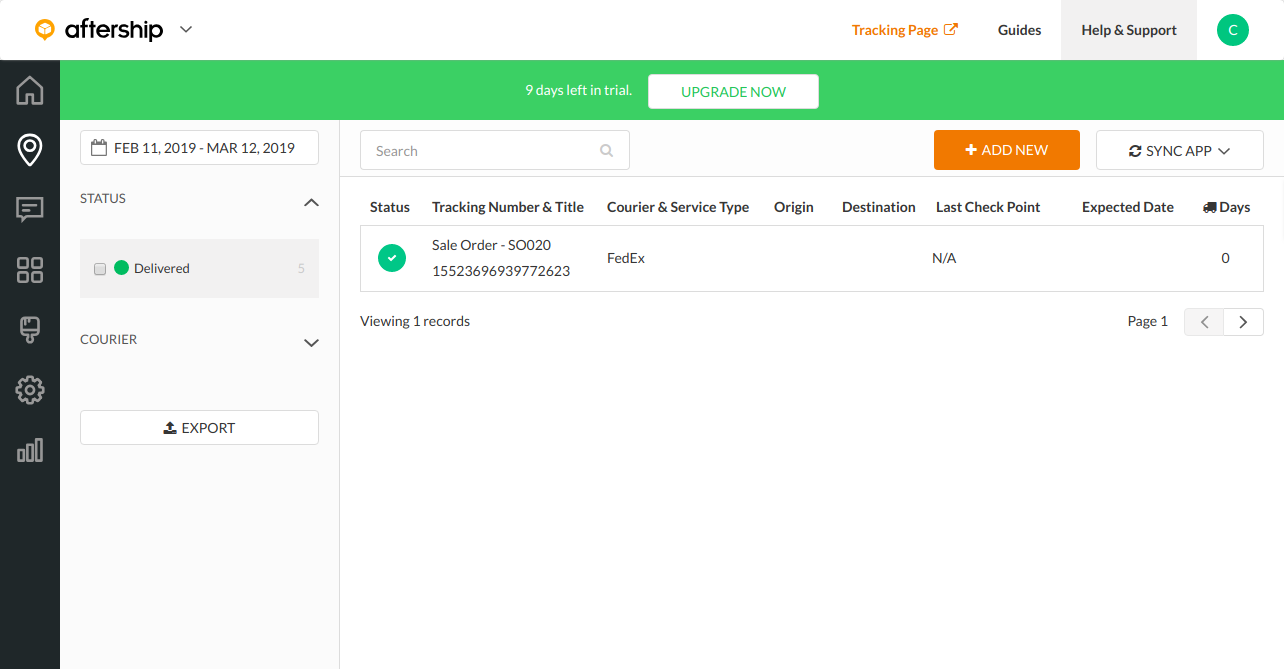 aftership
Tracking Page
Guides
Help & Support
C
9 days left in trial.
UPGRADE NOW
FEB 11, 2019 - MAR 12, 2019
STATUS
Delivered
5
COURIER
EXPORT
Search
ADD NEW
SYNC APP
Status Tracking Number & Title Courier & Service Type Origin Destination Last Check Point Expected Date Days
Sale Order - SO020
15523696939772623
FedEx
N/A
0
Viewing 1 records
Page 1